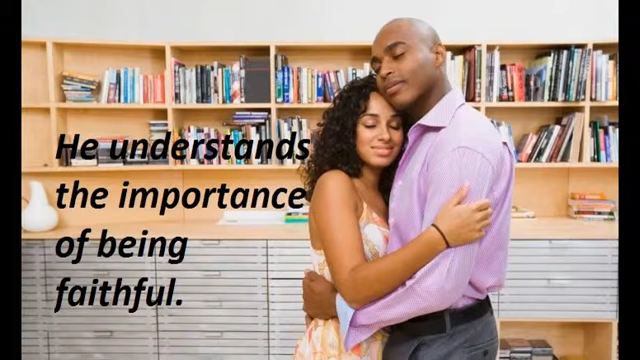 He understands
the importance
of being
faithful.